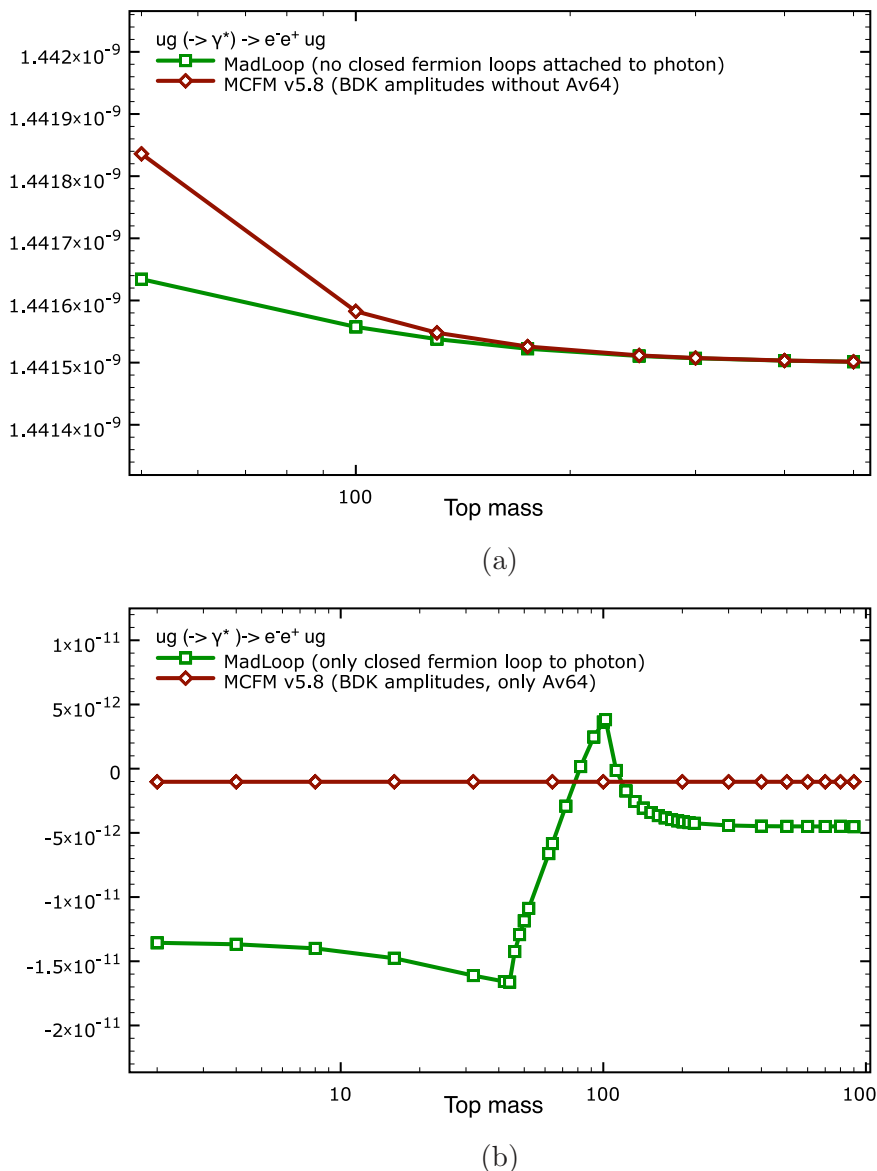 ug (-> γ*) -> e⁻e⁺ ug
MadLoop (no closed fermion loops attached to photon)
MCFM v5.8 (BDK amplitudes without Av64)
1.442×10⁻⁹
1.4419×10⁻⁹
1.4418×10⁻⁹
1.4417×10⁻⁹
1.4416×10⁻⁹
1.4415×10⁻⁹
1.4414×10⁻⁹
100
Top mass
(a)
ug (-> γ* ) -> e⁻e⁺ ug
MadLoop (only closed fermion loop to photon)
MCFM v5.8 (BDK amplitudes, only Av64)
1×10⁻¹¹
5×10⁻¹²
0
-5×10⁻¹²
-1×10⁻¹¹
-1.5×10⁻¹¹
-2×10⁻¹¹
10 100 100
Top mass
(b)